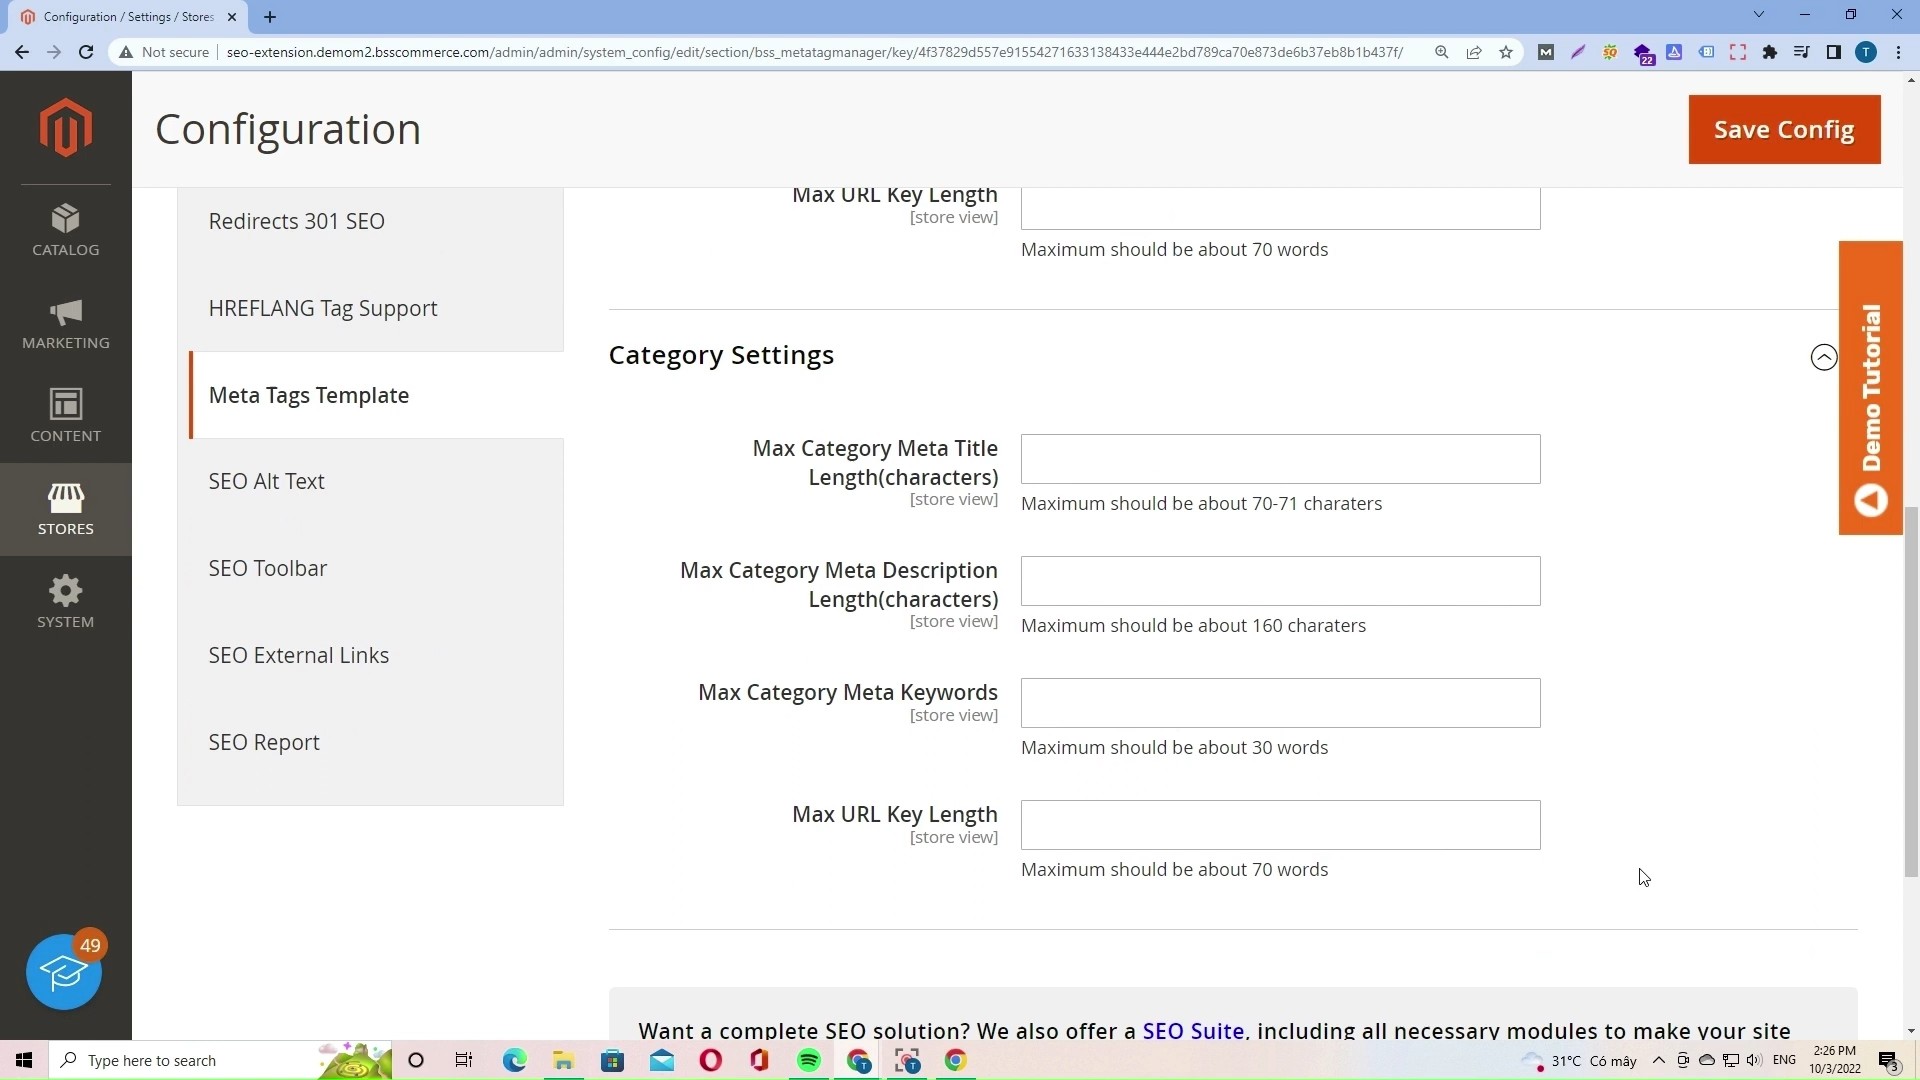 Configuration / Settings / Stores
Not secure
seo-extension.demom2.bsscommerce.com/admin/admin/system_config/edit/section/bss_metatagmanager/key/4f37829d557e91554271633138433e444e2bd789ca70e873de6b37eb8b1b437f/
22
T
Configuration
Save Config
CATALOG
MARKETING
CONTENT
STORES
SYSTEM
49
Redirects 301 SEO
HREFLANG Tag Support
Meta Tags Template
SEO Alt Text
SEO Toolbar
SEO External Links
SEO Report
Max URL Key Length
[store view]
Maximum should be about 70 words
Category Settings
Max Category Meta Title
Length(characters)
[store view]
Maximum should be about 70-71 charaters
Max Category Meta Description
Length(characters)
[store view]
Maximum should be about 160 charaters
Max Category Meta Keywords
[store view]
Maximum should be about 30 words
Max URL Key Length
[store view]
Maximum should be about 70 words
Want a complete SEO solution? We also offer a SEO Suite, including all necessary modules to make your site
Demo Tutorial
Type here to search
31°C Có mây
ENG
2:26 PM
10/3/2022
3